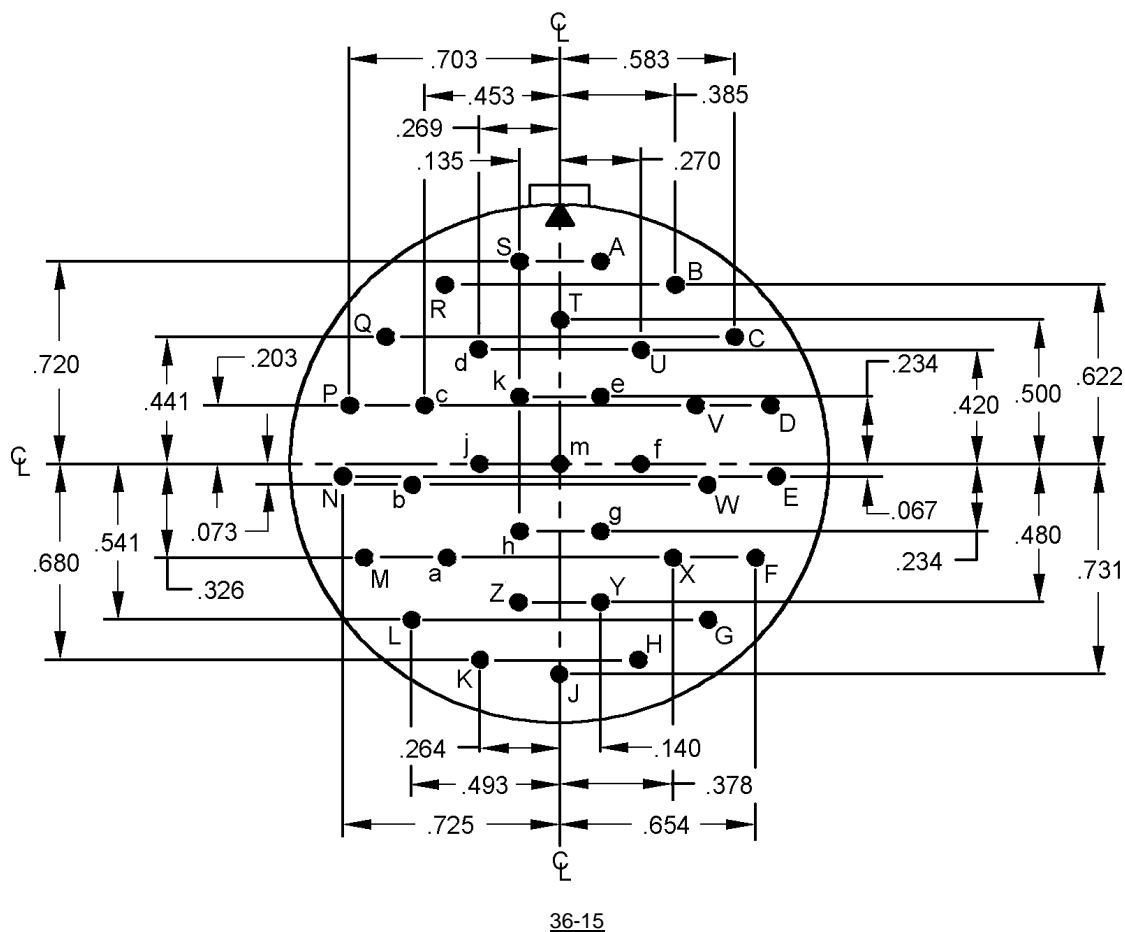 ℄
.703
.583
.453
.385
.269
.135
.270
S
A
R
B
T
Q
C
d
U
.203
.234
.720
.622
k
e
.500
.441
P
c
V
D
.420
℄
j
m
f
℄
N
b
W
E
.073
.067
.541
.480
.680
h
g
.234
.731
.326
M
a
X
F
Z
Y
L
G
K
H
J
.264
.140
.493
.378
.725
.654
℄
36-15